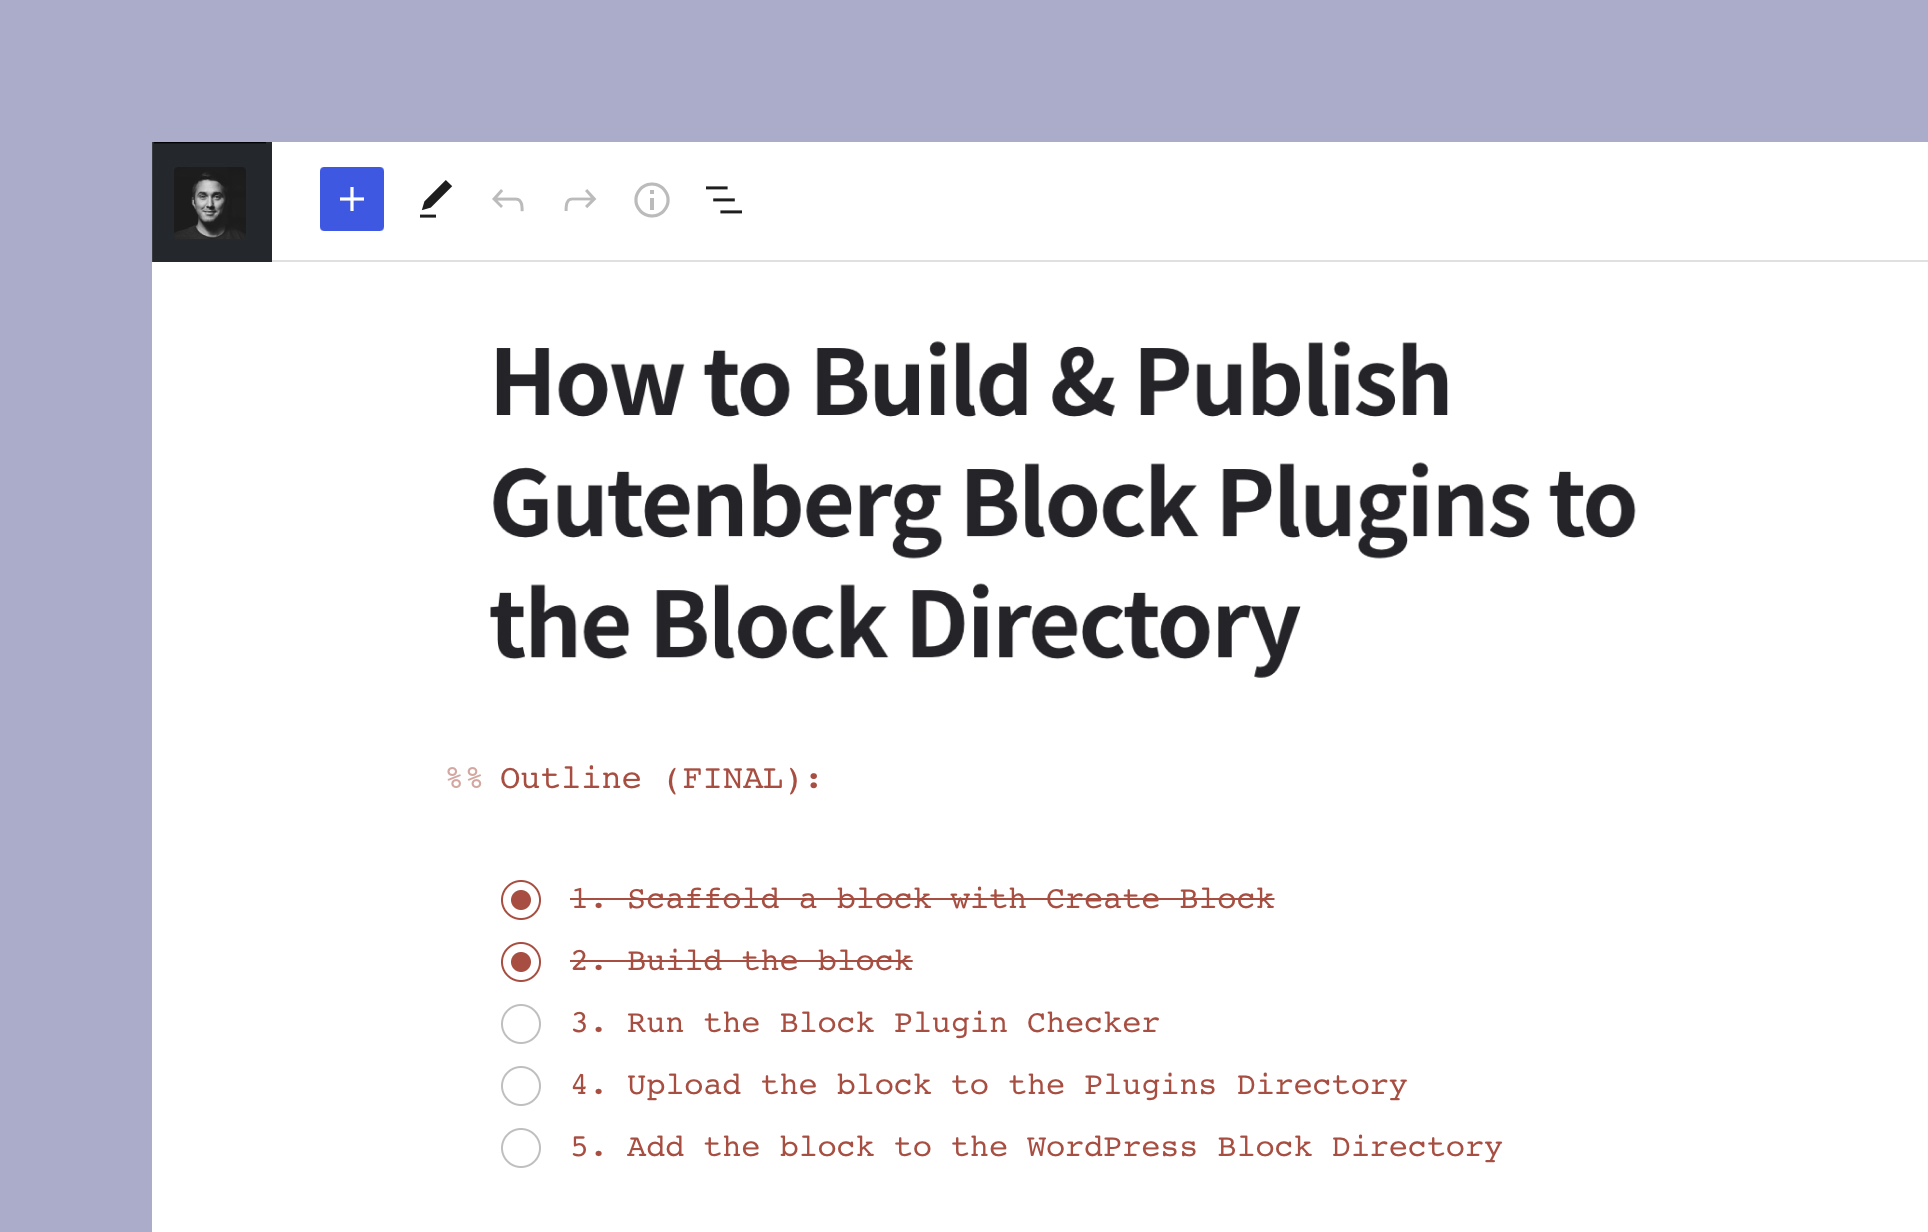 How to Build & Publish
Gutenberg Block Plugins to
the Block Directory
%% Outline (FINAL):
1. Scaffold a block with Create Block
2. Build the block
3. Run the Block Plugin Checker
4. Upload the block to the Plugins Directory
5. Add the block to the WordPress Block Directory